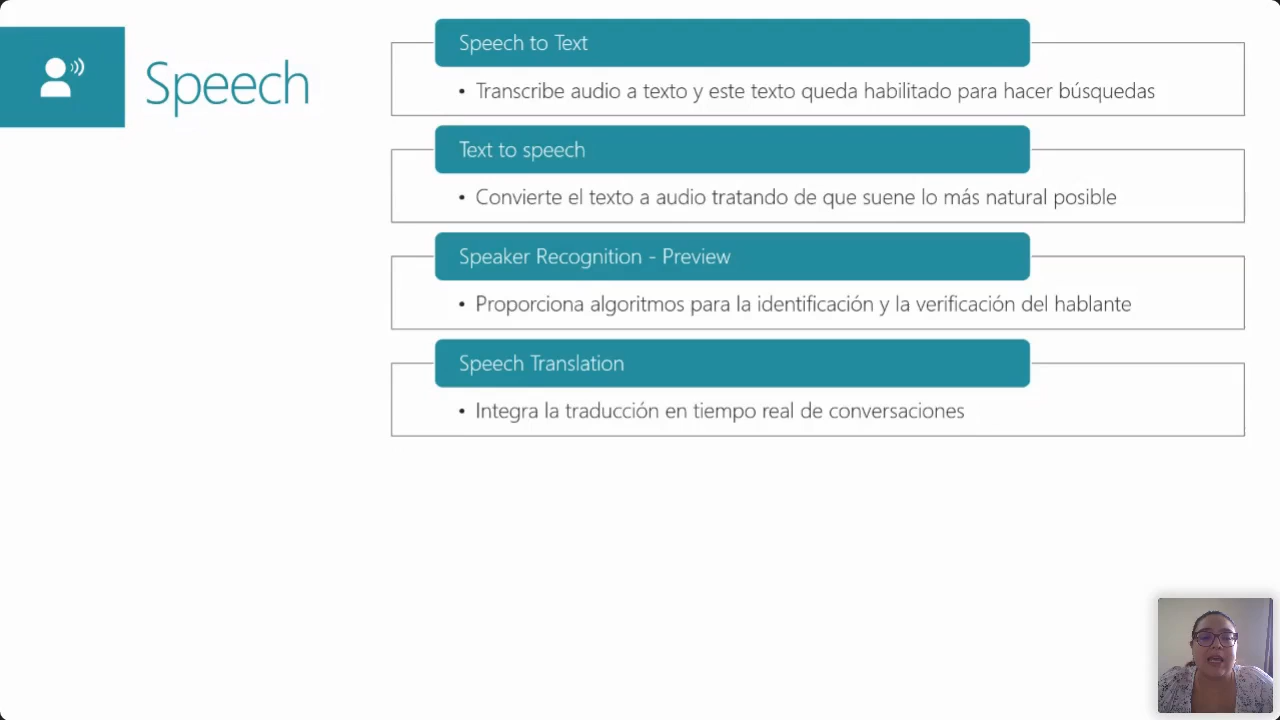 Speech
Speech to Text
• Transcribe audio a texto y este texto queda habilitado para hacer búsquedas
Text to speech
• Convierte el texto a audio tratando de que suene lo más natural posible
Speaker Recognition - Preview
• Proporciona algoritmos para la identificación y la verificación del hablante
Speech Translation
• Integra la traducción en tiempo real de conversaciones